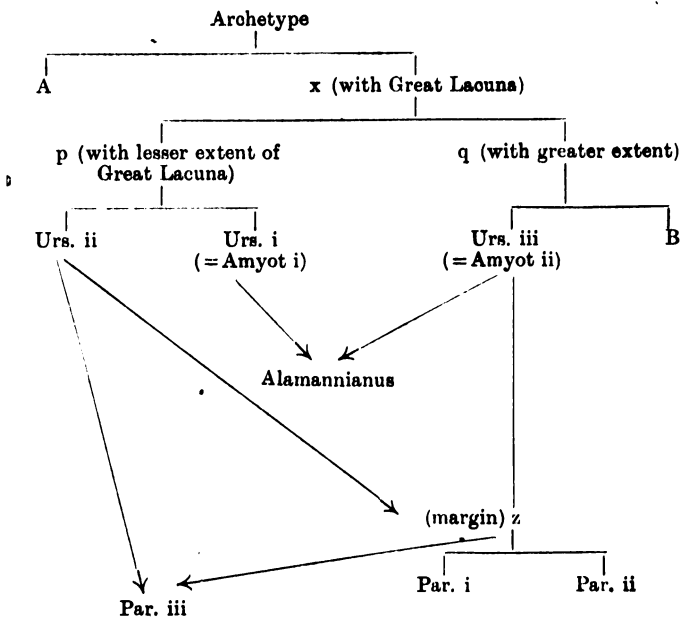 Archetype
A
x (with Great Lacuna)
p (with lesser extent of
Great Lacuna)
q (with greater extent)
Urs. ii
Urs. i
(=Amyot i)
Urs. iii
(=Amyot ii)
B
Alamannianus
(margin) z
Par. i
Par. ii
Par. iii